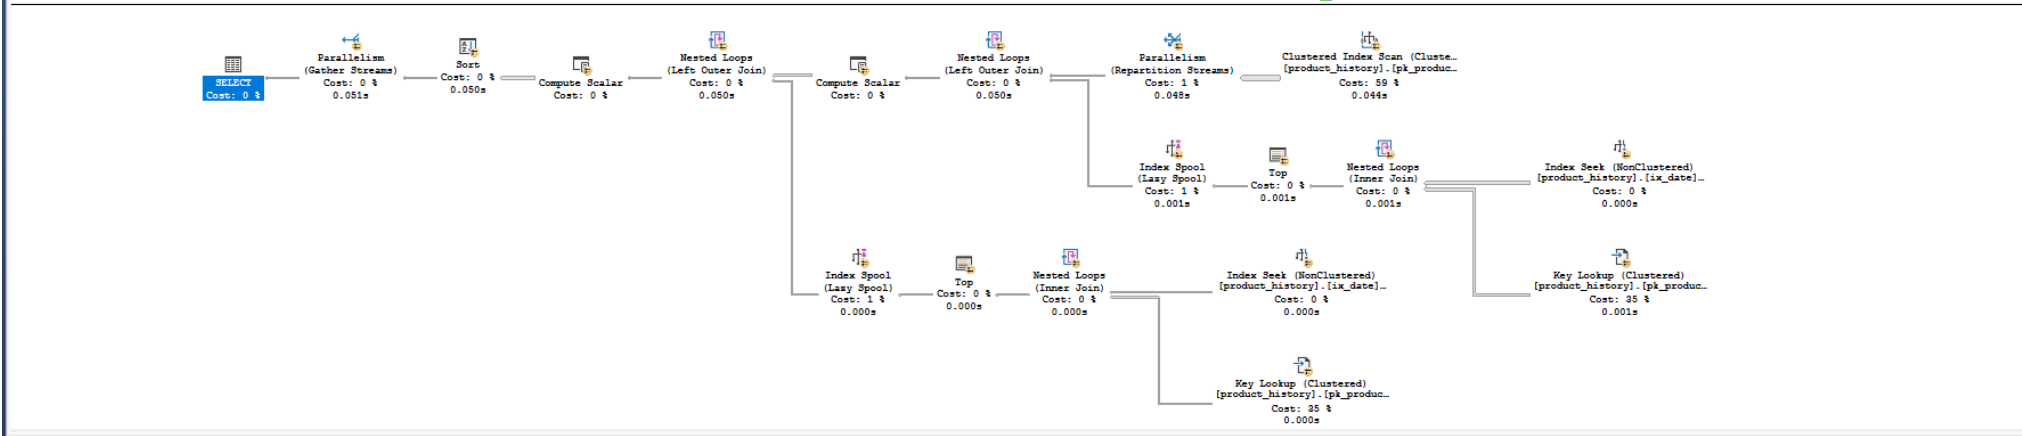 SELECT
Cost: 0 %
Parallelism
(Gather Streams)
Cost: 0 %
0.051s
Sort
Cost: 0 %
0.050s
Compute Scalar
Cost: 0 %
Nested Loops
(Left Outer Join)
Cost: 0 %
0.050s
Compute Scalar
Cost: 0 %
Nested Loops
(Left Outer Join)
Cost: 0 %
0.050s
Parallelism
(Repartition Streams)
Cost: 1 %
0.048s
Clustered Index Scan (Cluste…
[product_history].[pk_produc…
Cost: 59 %
0.044s
Index Spool
(Lazy Spool)
Cost: 1 %
0.001s
Top
Cost: 0 %
0.001s
Nested Loops
(Inner Join)
Cost: 0 %
0.001s
Index Seek (NonClustered)
[product_history].[ix_date]…
Cost: 0 %
0.000s
Key Lookup (Clustered)
[product_history].[pk_produc…
Cost: 35 %
0.001s
Index Spool
(Lazy Spool)
Cost: 1 %
0.000s
Top
Cost: 0 %
0.000s
Nested Loops
(Inner Join)
Cost: 0 %
0.000s
Index Seek (NonClustered)
[product_history].[ix_date]…
Cost: 0 %
0.000s
Key Lookup (Clustered)
[product_history].[pk_produc…
Cost: 35 %
0.000s